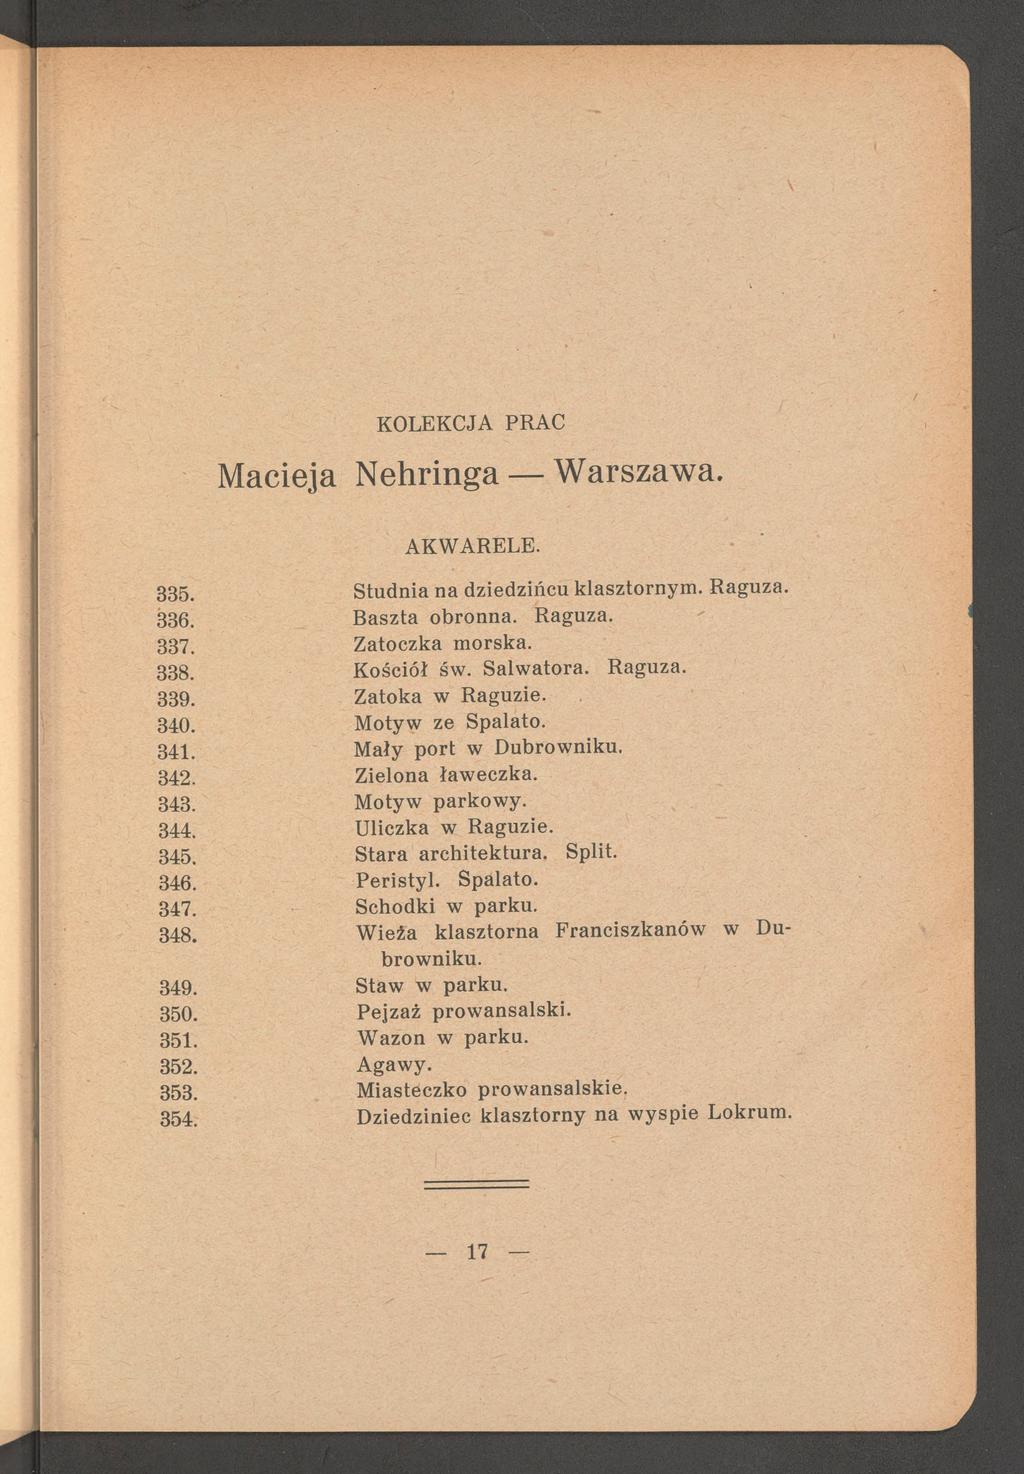 KOLEKCJA PRAC
Macieja Nehringa — Warszawa.
AKWARELE.
335. Studnia na dziedzińcu klasztornym. Raguza.
336. Baszta obronna. Raguza.
337. Zatoczka morska.
338. Kościół św. Salwatora. Raguza.
339. Zatoka w Raguzie.
340. Motyw ze Spalato.
341. Mały port w Dubrowniku.
342. Zielona ławeczka.
343. Motyw parkowy.
344. Uliczka w Raguzie.
345. Stara architektura. Split.
346. Peristyl. Spalato.
347. Schodki w parku.
348. Wieża klasztorna Franciszkanów w Du-
browniku.
349. Staw w parku.
350. Pejzaż prowansalski.
351. Wazon w parku.
352. Agawy.
353. Miasteczko prowansalskie.
354. Dziedziniec klasztorny na wyspie Lokrum.
— 17 —